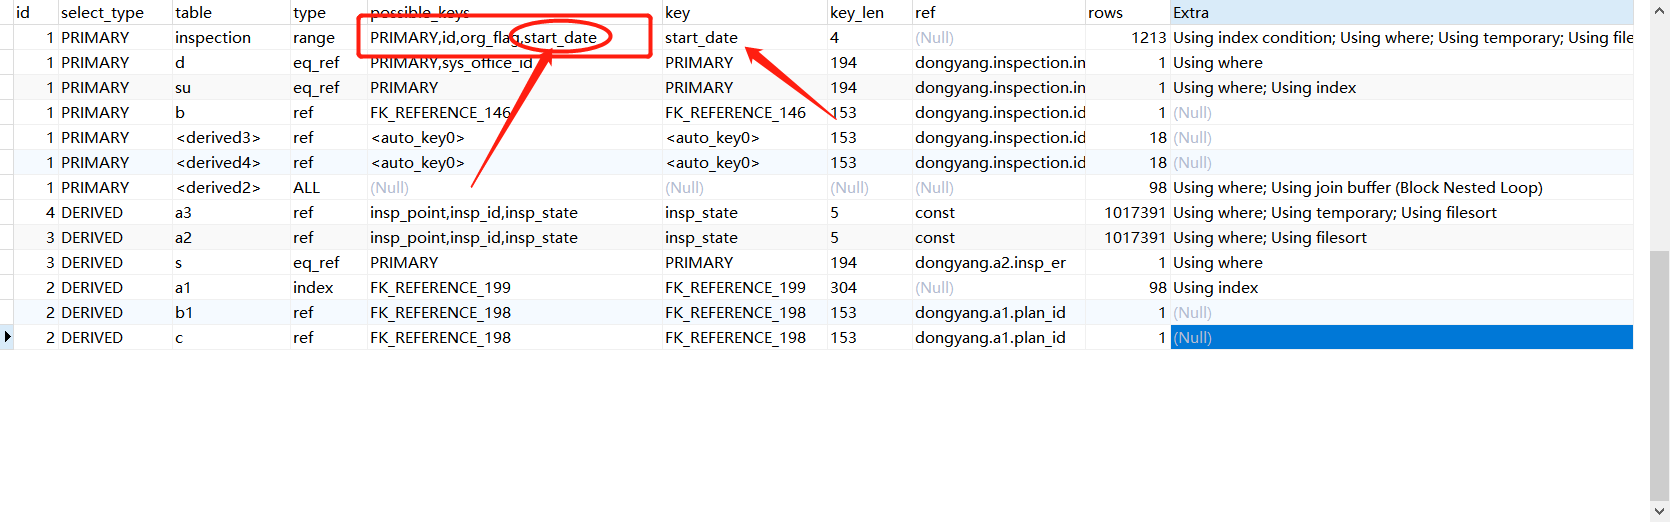 id select_type table type possible_keys key key_len ref rows Extra
1 PRIMARY inspection range PRIMARY,id,org_flag,start_date start_date 4 (Null) 1213 Using index condition; Using where; Using temporary; Using file
1 PRIMARY d eq_ref PRIMARY,sys_office_id PRIMARY 194 dongyang.inspection.in 1 Using where
1 PRIMARY su eq_ref PRIMARY PRIMARY 194 dongyang.inspection.in 1 Using where; Using index
1 PRIMARY b ref FK_REFERENCE_146 FK_REFERENCE_146 153 dongyang.inspection.id 1 (Null)
1 PRIMARY <derived3> ref <auto_key0> <auto_key0> 153 dongyang.inspection.id 18 (Null)
1 PRIMARY <derived4> ref <auto_key0> <auto_key0> 153 dongyang.inspection.id 18 (Null)
1 PRIMARY <derived2> ALL (Null) (Null) (Null) (Null) 98 Using where; Using join buffer (Block Nested Loop)
4 DERIVED a3 ref insp_point,insp_id,insp_state insp_state 5 const 1017391 Using where; Using temporary; Using filesort
3 DERIVED a2 ref insp_point,insp_id,insp_state insp_state 5 const 1017391 Using where; Using filesort
3 DERIVED s eq_ref PRIMARY PRIMARY 194 dongyang.a2.insp_er 1 Using where
2 DERIVED a1 index FK_REFERENCE_199 FK_REFERENCE_199 304 (Null) 98 Using index
2 DERIVED b1 ref FK_REFERENCE_198 FK_REFERENCE_198 153 dongyang.a1.plan_id 1 (Null)
2 DERIVED c ref FK_REFERENCE_198 FK_REFERENCE_198 153 dongyang.a1.plan_id 1 (Null)